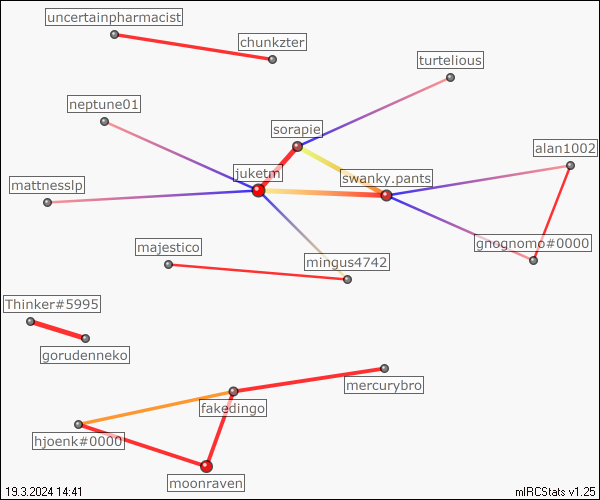 uncertainpharmacist
chunkzter
turtelious
neptune01
sorapie
alan1002
juketm
swanky.pants
mattnesslp
majestico
gnognomo#0000
mingus4742
Thinker#5995
gorudenneko
mercurybro
fakedingo
hjoenk#0000
moonraven
19.3.2024 14:41
mIRCStats v1.25